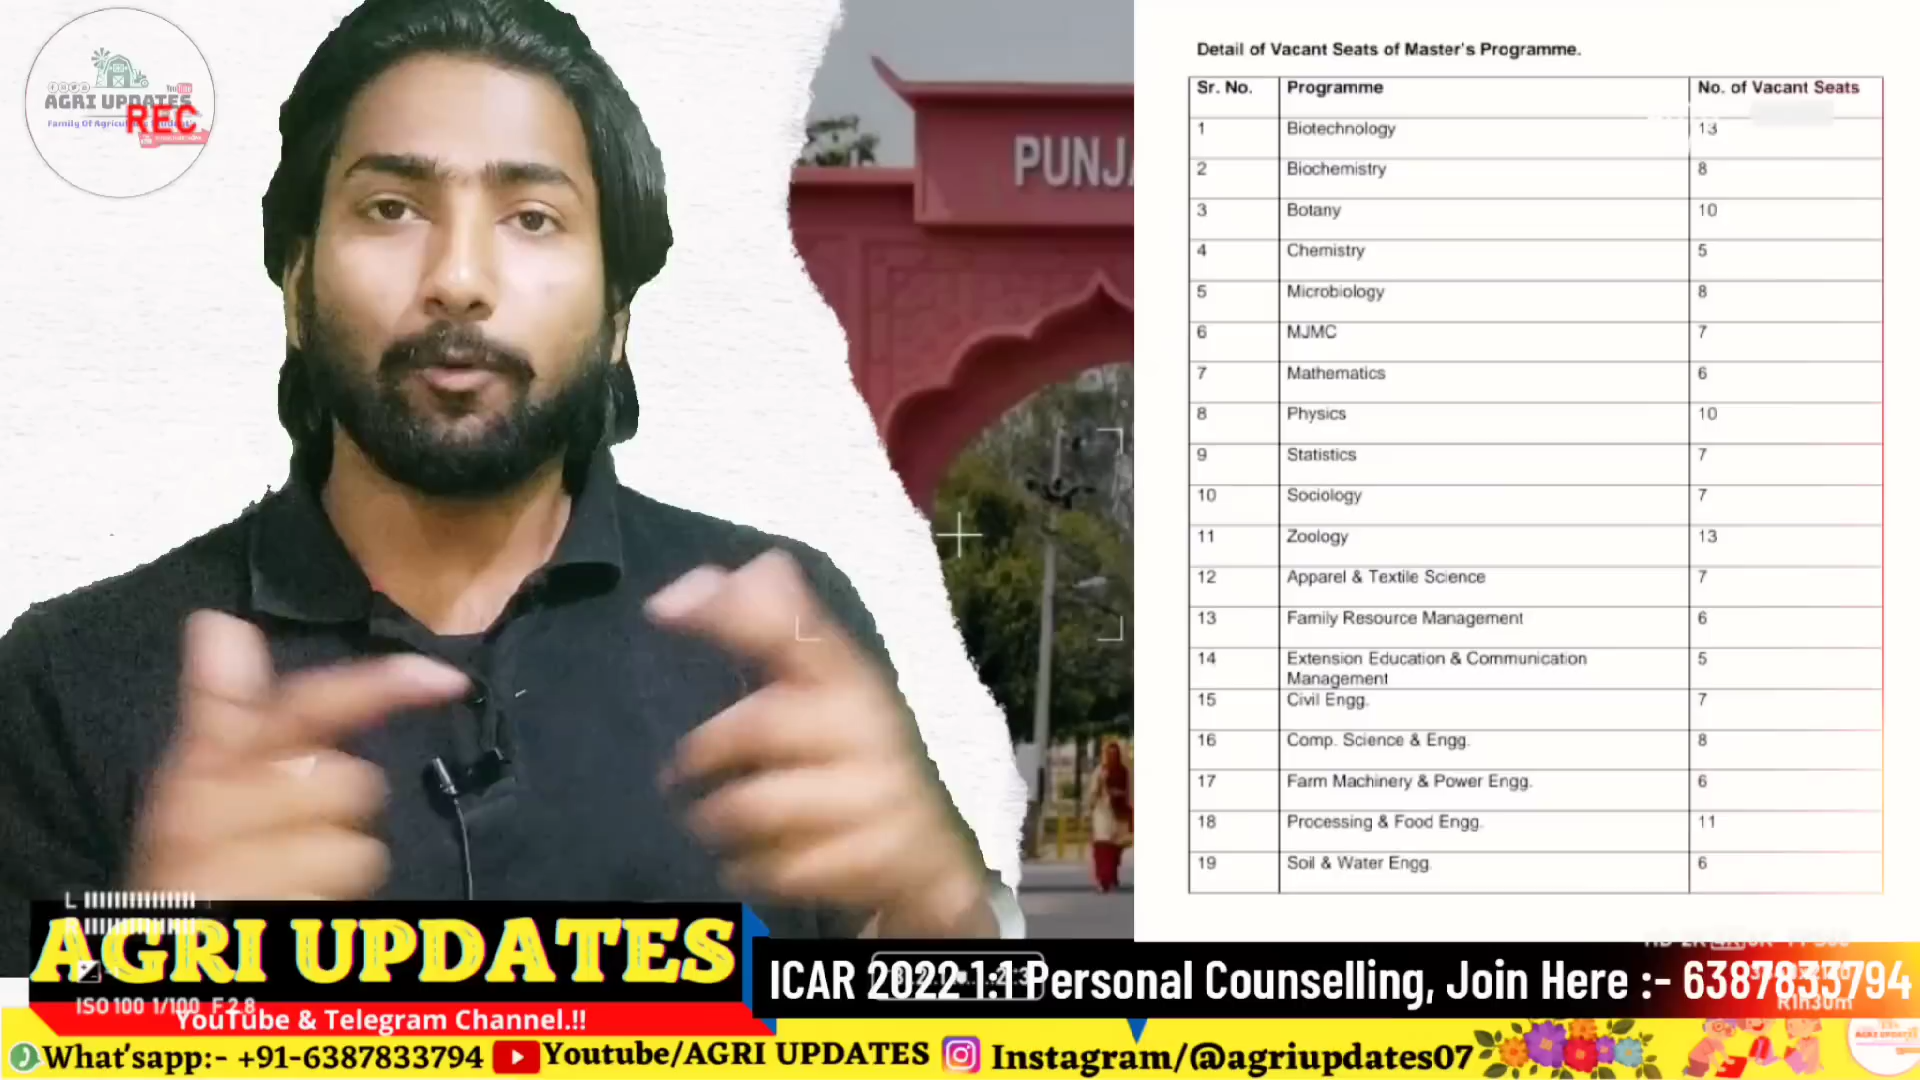 AGRI UPDATES
REC
PUNJA
Detail of Vacant Seats of Master's Programme.
Sr. No. Programme No. of Vacant Seats
1 Biotechnology 13
2 Biochemistry 8
3 Botany 10
4 Chemistry 5
5 Microbiology 8
6 MJMC 7
7 Mathematics 6
8 Physics 10
9 Statistics 7
10 Sociology 7
11 Zoology 13
12 Apparel & Textile Science 7
13 Family Resource Management 6
14 Extension Education & Communication 5
Management
15 Civil Engg. 7
16 Comp. Science & Engg. 8
17 Farm Machinery & Power Engg. 6
18 Processing & Food Engg. 11
19 Soil & Water Engg. 6
L
R
AGRI UPDATES
ICAR 2022 1:1 Personal Counselling, Join Here :- 6387833794
ISO 100 1/100 F2.8
R1h30m
YouTube & Telegram Channel.!!
What'sapp:- +91-6387833794 Youtube/AGRI UPDATES Instagram/@agriupdates07